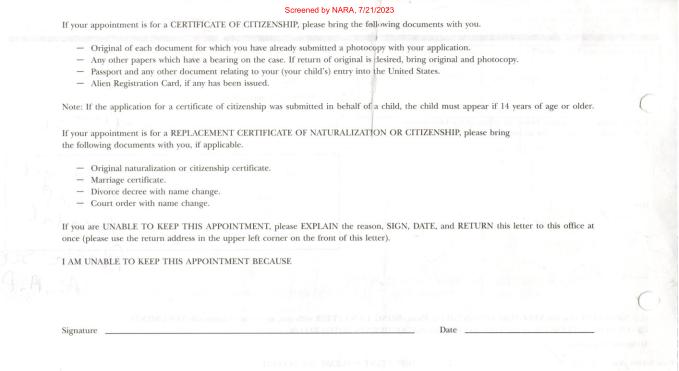 Screened by NARA, 7/21/2023
If your appointment is for a CERTIFICATE OF CITIZENSHIP, please bring the following documents with you.
— Original of each document for which you have already submitted a photocopy with your application.
— Any other papers which have a bearing on the case. If return of original is desired, bring original and photocopy.
— Passport and any other document relating to your (your child's) entry into the United States.
— Alien Registration Card, if any has been issued.
Note: If the application for a certificate of citizenship was submitted in behalf of a child, the child must appear if 14 years of age or older.
If your appointment is for a REPLACEMENT CERTIFICATE OF NATURALIZATION OR CITIZENSHIP, please bring
the following documents with you, if applicable.
— Original naturalization or citizenship certificate.
— Marriage certificate.
— Divorce decree with name change.
— Court order with name change.
If you are UNABLE TO KEEP THIS APPOINTMENT, please EXPLAIN the reason, SIGN, DATE, and RETURN this letter to this office at
once (please use the return address in the upper left corner on the front of this letter).
I AM UNABLE TO KEEP THIS APPOINTMENT BECAUSE
Signature Date